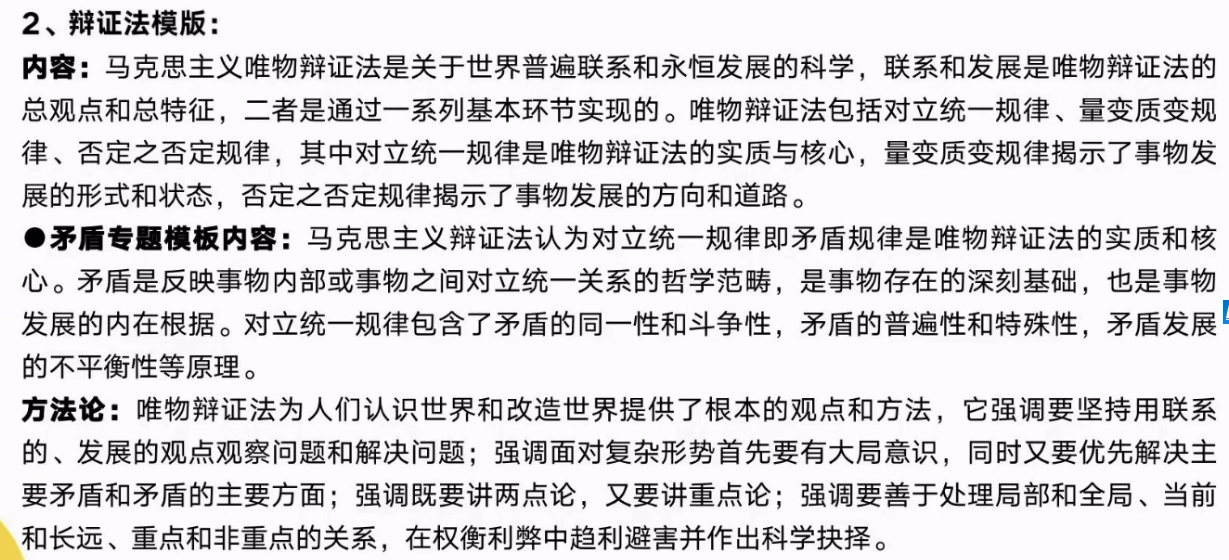 2、辩证法模版：
内容：马克思主义唯物辩证法是关于世界普遍联系和永恒发展的科学，联系和发展是唯物辩证法的
总观点和总特征，二者是通过一系列基本环节实现的。唯物辩证法包括对立统一规律、量变质变规
律、否定之否定规律，其中对立统一规律是唯物辩证法的实质与核心，量变质变规律揭示了事物发
展的形式和状态，否定之否定规律揭示了事物发展的方向和道路。
●矛盾专题模板内容：马克思主义辩证法认为对立统一规律即矛盾规律是唯物辩证法的实质和核
心。矛盾是反映事物内部或事物之间对立统一关系的哲学范畴，是事物存在的深刻基础，也是事物
发展的内在根据。对立统一规律包含了矛盾的同一性和斗争性，矛盾的普遍性和特殊性，矛盾发展
的不平衡性等原理。
方法论：唯物辩证法为人们认识世界和改造世界提供了根本的观点和方法，它强调要坚持用联系
的、发展的观点观察问题和解决问题；强调面对复杂形势首先要有大局意识，同时又要优先解决主
要矛盾和矛盾的主要方面；强调既要讲两点论，又要讲重点论；强调要善于处理局部和全局、当前
和长远、重点和非重点的关系，在权衡利弊中趋利避害并作出科学抉择。